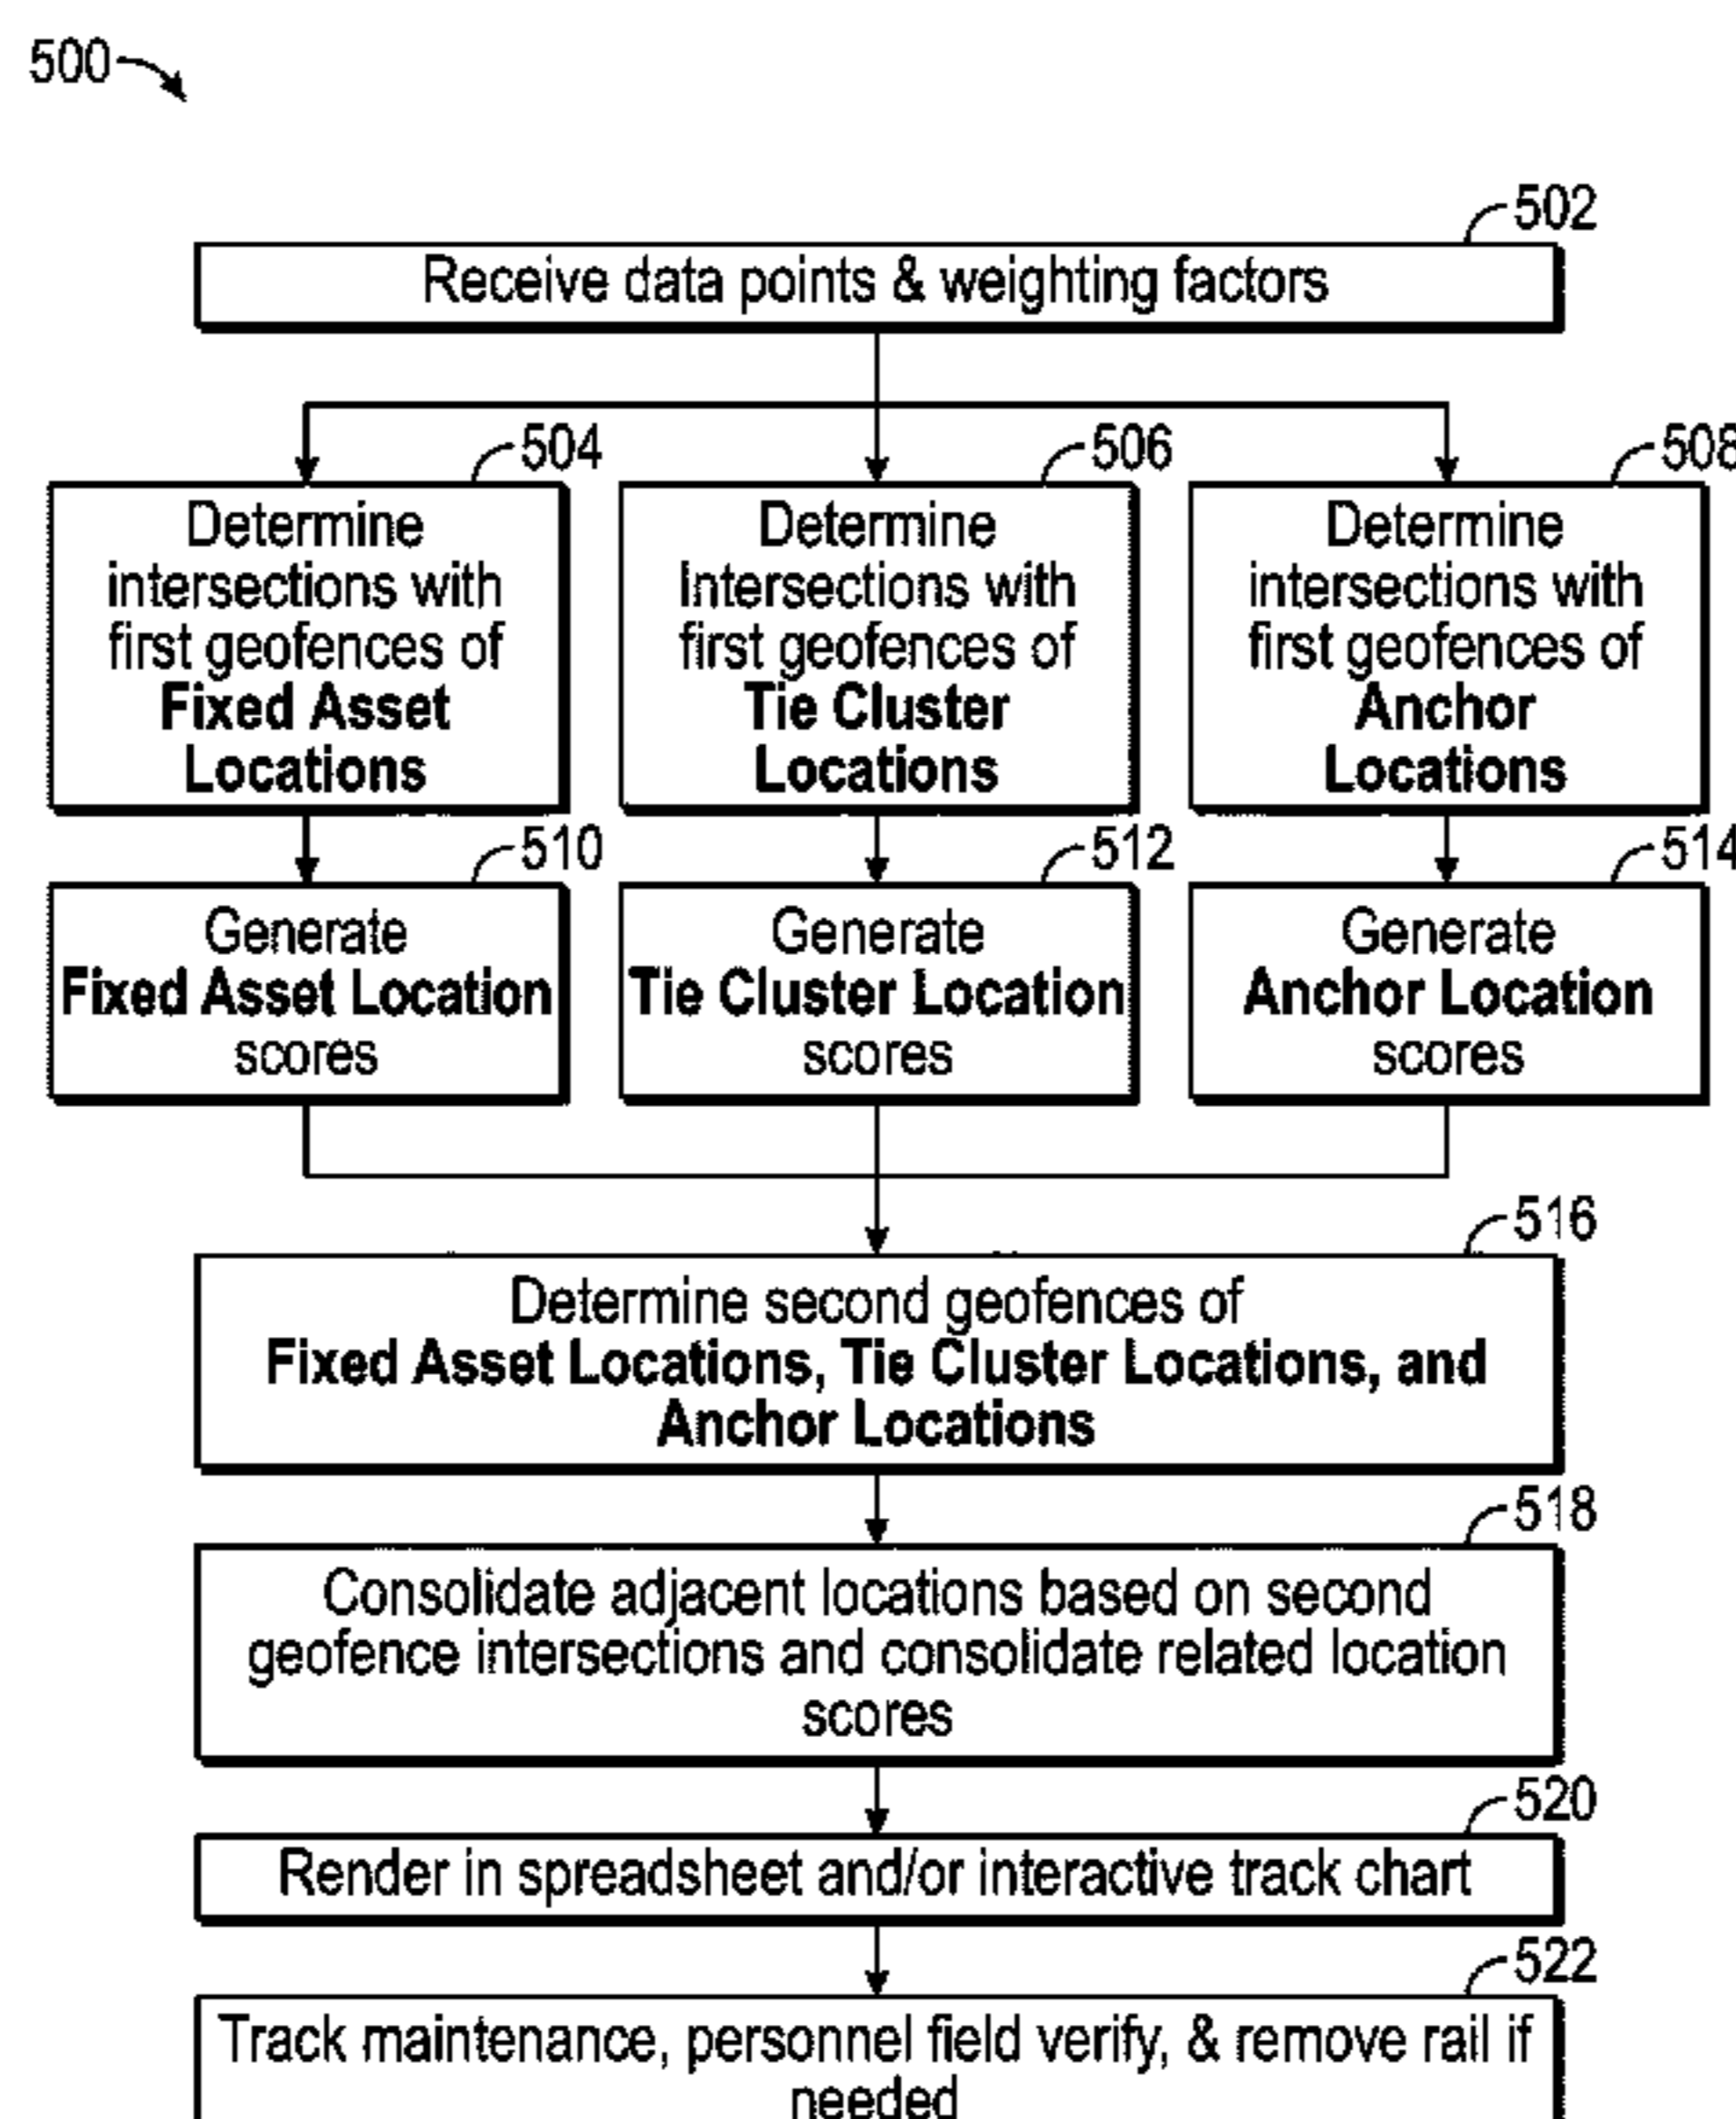 500
502
Receive data points & weighting factors
504
Determine
intersections with
first geofences of
Fixed Asset
Locations
506
Determine
Intersections with
first geofences of
Tie Cluster
Locations
508
Determine
intersections with
first geofences of
Anchor
Locations
510
Generate
Fixed Asset Location
scores
512
Generate
Tie Cluster Location
scores
514
Generate
Anchor Location
scores
516
Determine second geofences of
Fixed Asset Locations, Tie Cluster Locations, and
Anchor Locations
518
Consolidate adjacent locations based on second
geofence intersections and consolidate related location
scores
520
Render in spreadsheet and/or interactive track chart
522
Track maintenance, personnel field verify, & remove rail if
needed